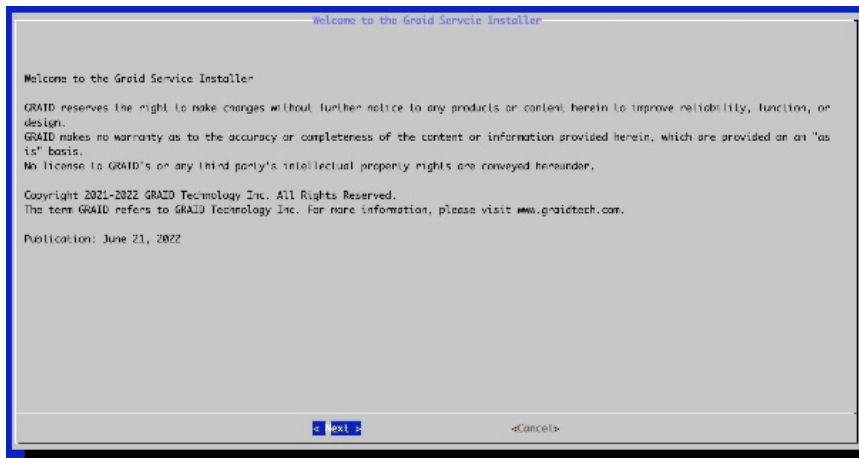 Welcome to the Graid Servcie Installer
Welcome to the Graid Service Installer
GRAID reserves the right to make changes without further notice to any products or content herein to improve reliability, function, or
design.
GRAID makes no warranty as to the accuracy or completeness of the content or information provided herein, which are provided on an "as
is" basis.
No license to GRAID's or any third party's intellectual property rights are conveyed hereunder.
Copyright 2021-2022 GRAID Technology Inc. All Rights Reserved.
The term GRAID refers to GRAID Technology Inc. For more information, please visit www.graidtech.com.
Publication: June 21, 2022
< Next > <Cancel>